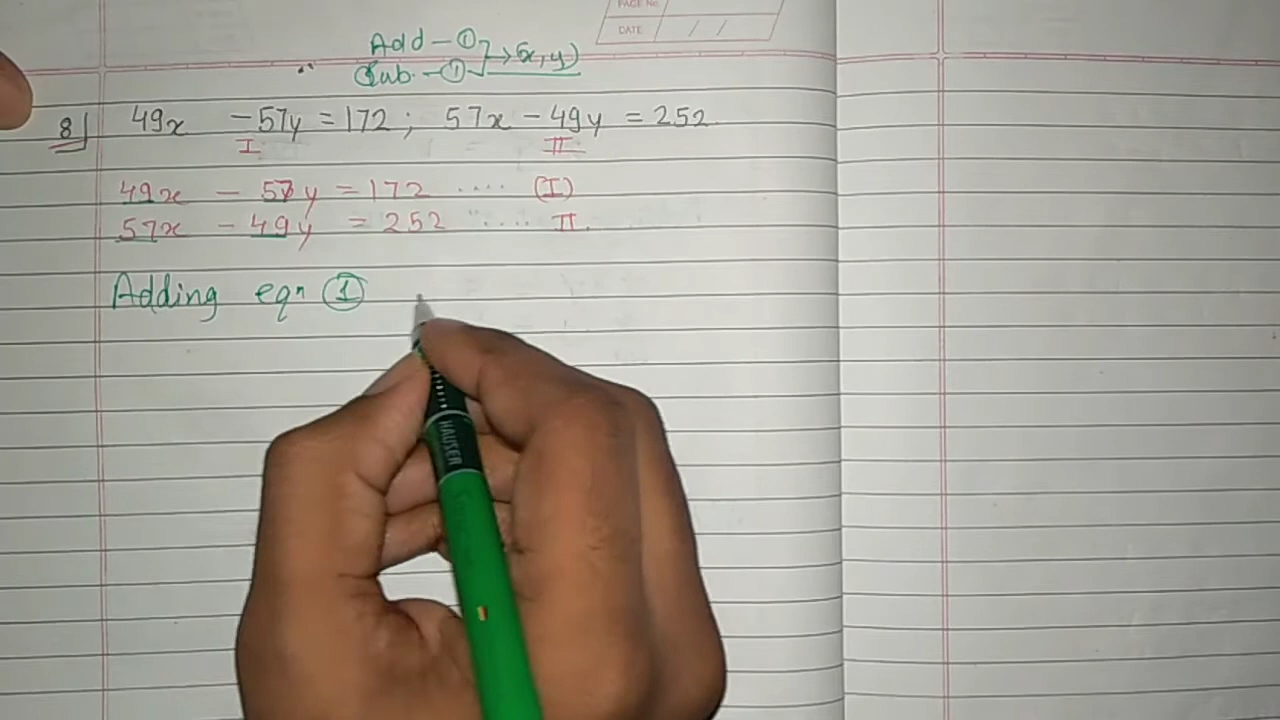 PAGE No.
DATE / /
Add - ①
Sub. - ① → (x, y)
8] 49x - 57y = 172 ; 57x - 49y = 252
I II
49x - 57y = 172 .... (I)
57x - 49y = 252 .... II.
Adding eqn ①
HAUSER